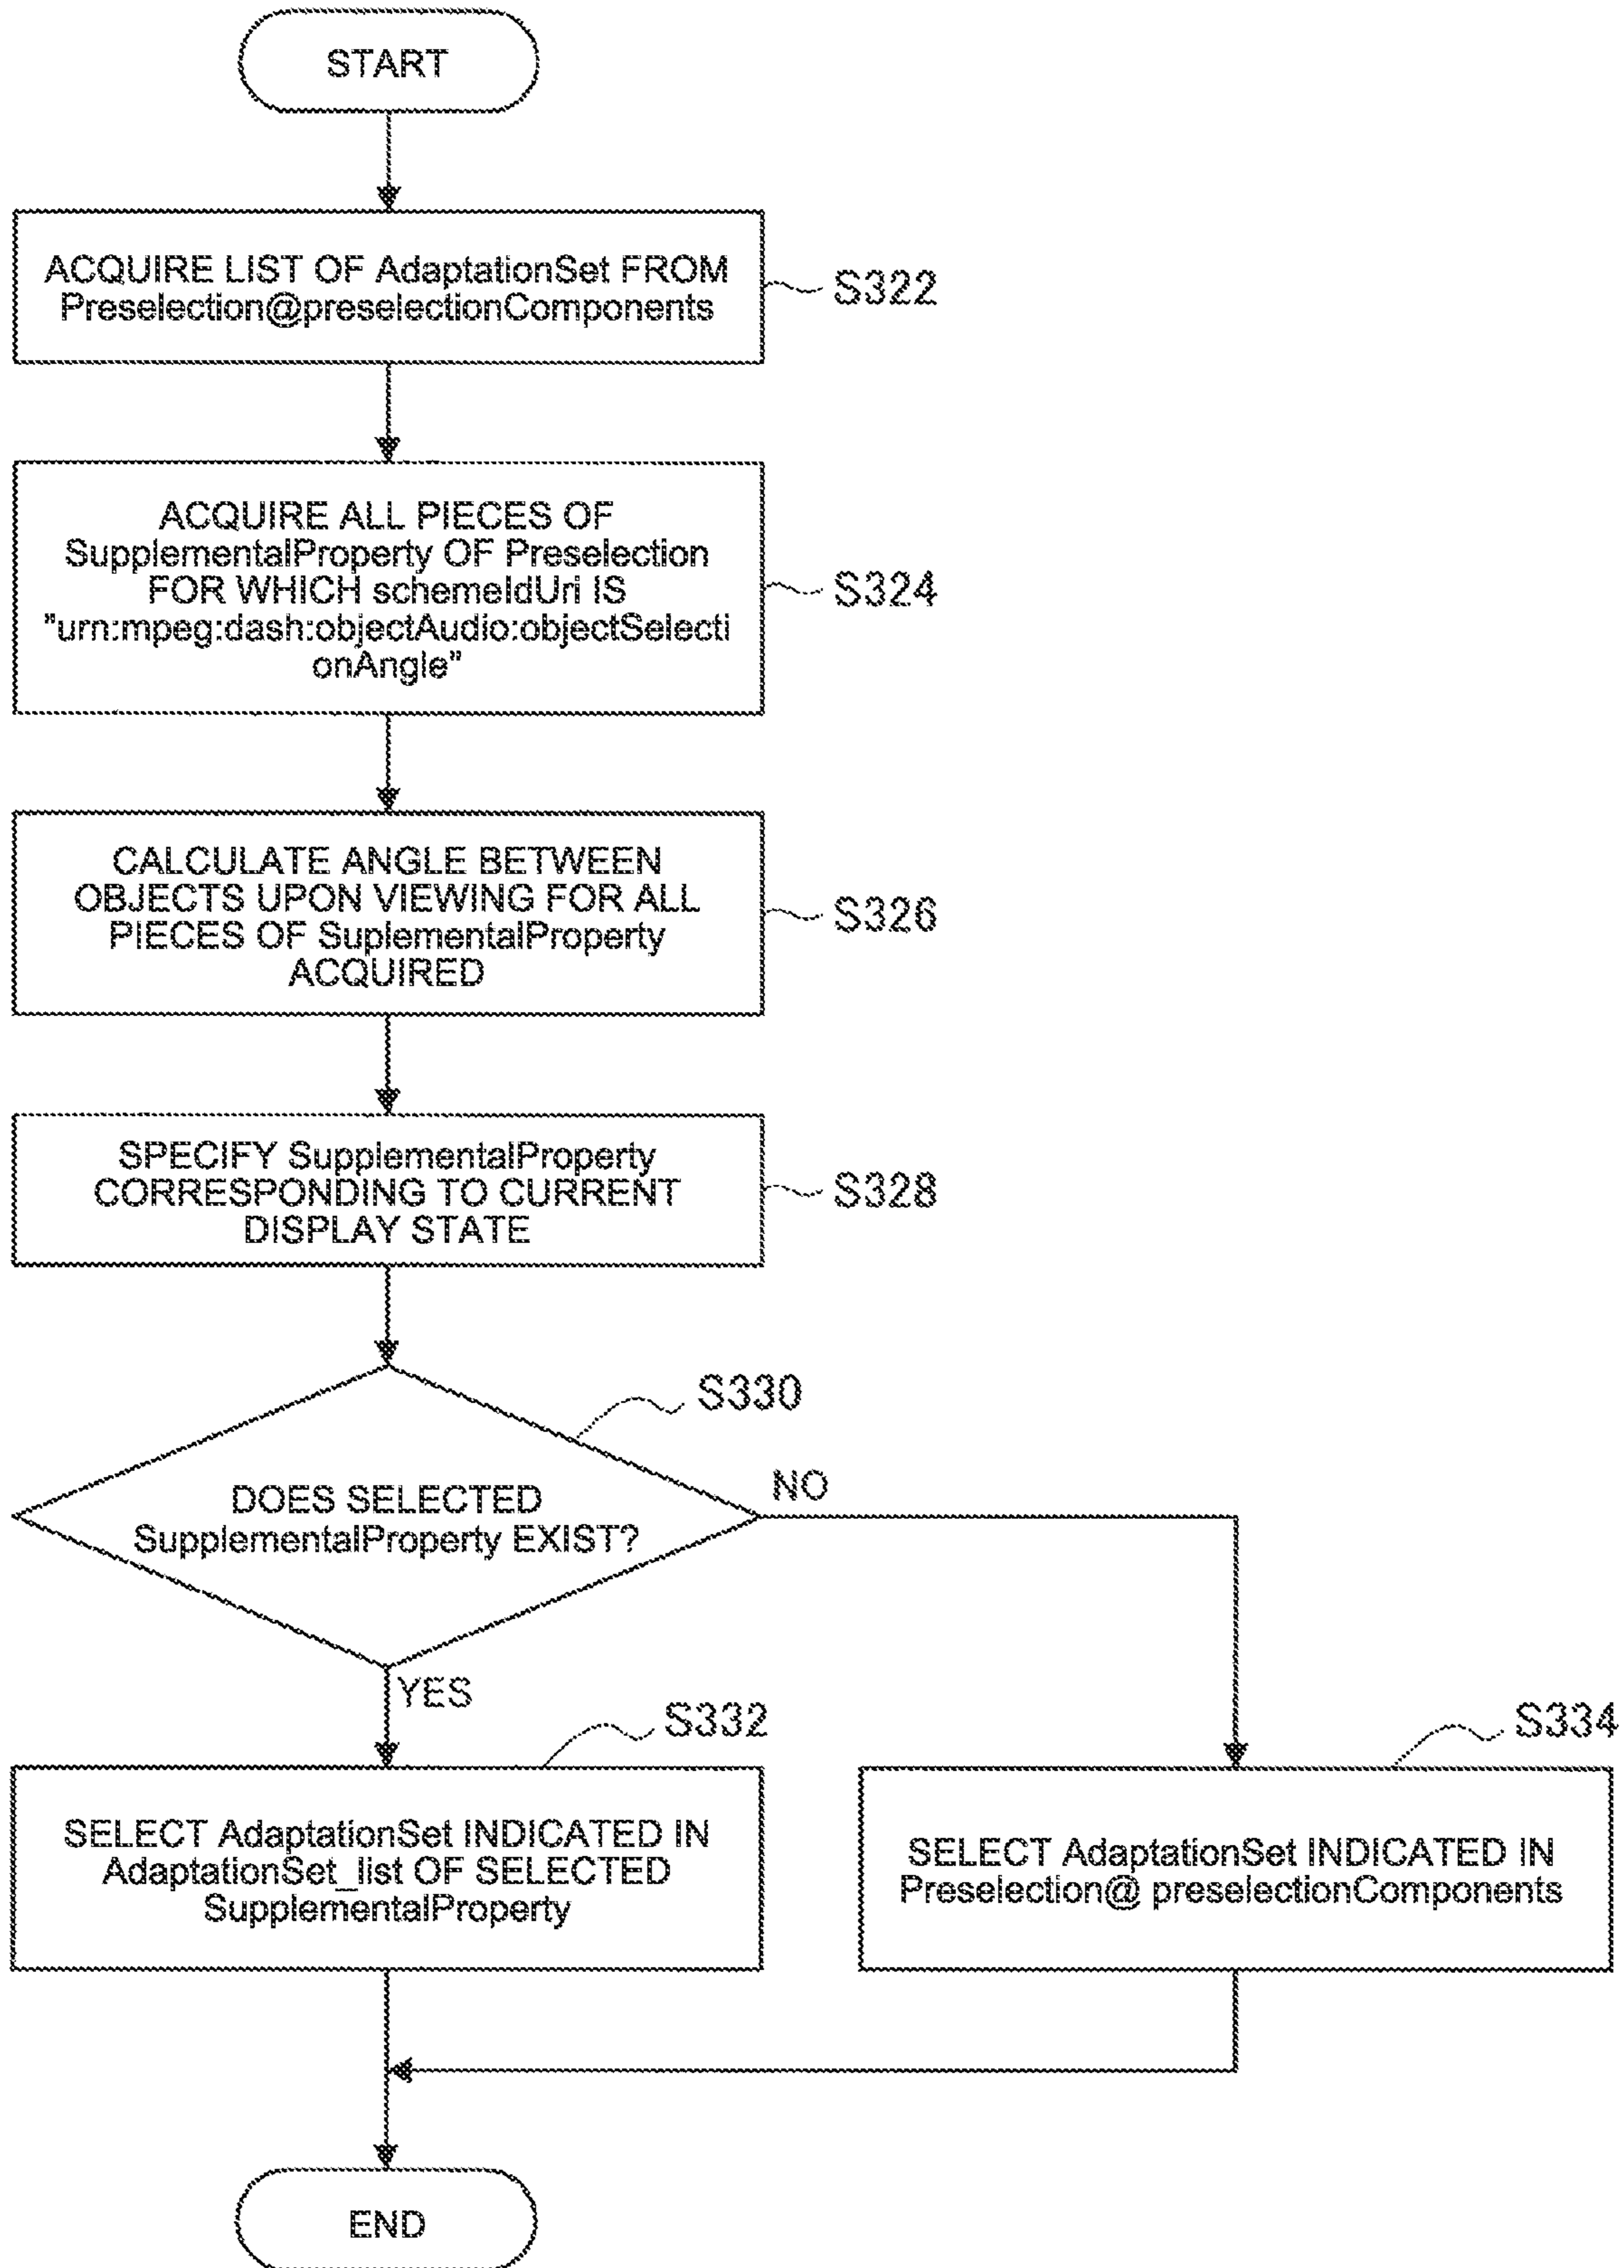 START
ACQUIRE LIST OF AdaptationSet FROM
Preselection@preselectionComponents
S322
ACQUIRE ALL PIECES OF
SupplementalProperty OF Preselection
FOR WHICH schemeIdUri IS
"urn:mpeg:dash:objectAudio:objectSelecti
onAngle"
S324
CALCULATE ANGLE BETWEEN
OBJECTS UPON VIEWING FOR ALL
PIECES OF SuplementalProperty
ACQUIRED
S326
SPECIFY SupplementalProperty
CORRESPONDING TO CURRENT
DISPLAY STATE
S328
S330
DOES SELECTED
SupplementalProperty EXIST?
NO
YES
S332
SELECT AdaptationSet INDICATED IN
AdaptationSet_list OF SELECTED
SupplementalProperty
S334
SELECT AdaptationSet INDICATED IN
Preselection@ preselectionComponents
END